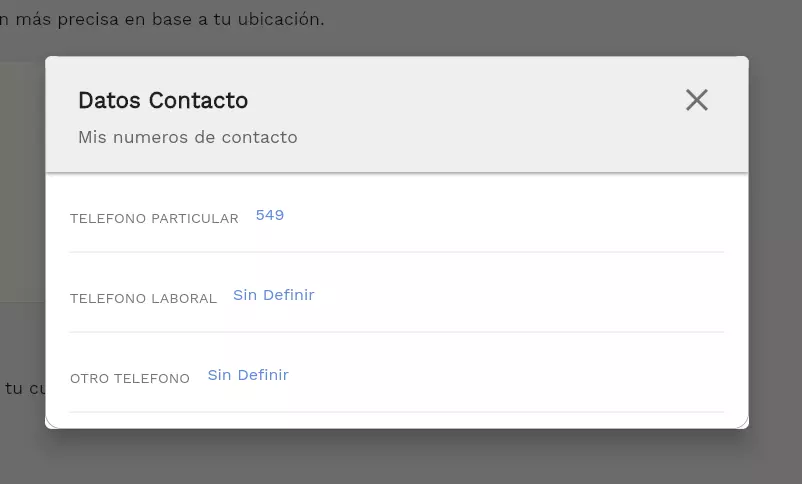 n más precisa en base a tu ubicación.
Datos Contacto
Mis numeros de contacto
TELEFONO PARTICULAR 549
TELEFONO LABORAL Sin Definir
OTRO TELEFONO Sin Definir
tu cu